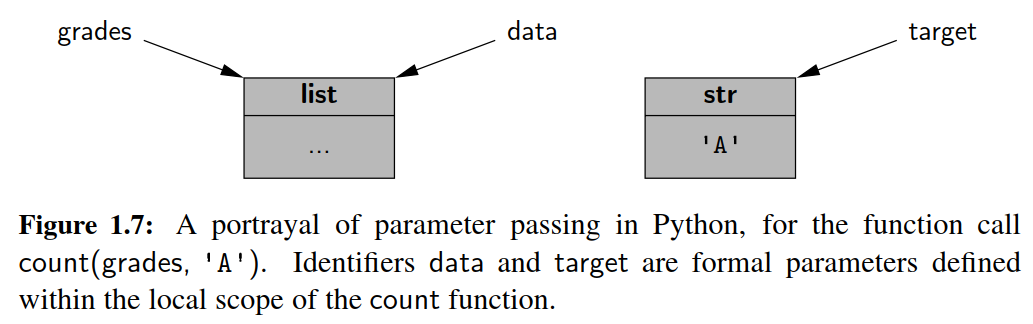 grades data target
list str
... 'A'
Figure 1.7: A portrayal of parameter passing in Python, for the function call
count(grades, 'A'). Identifiers data and target are formal parameters defined
within the local scope of the count function.